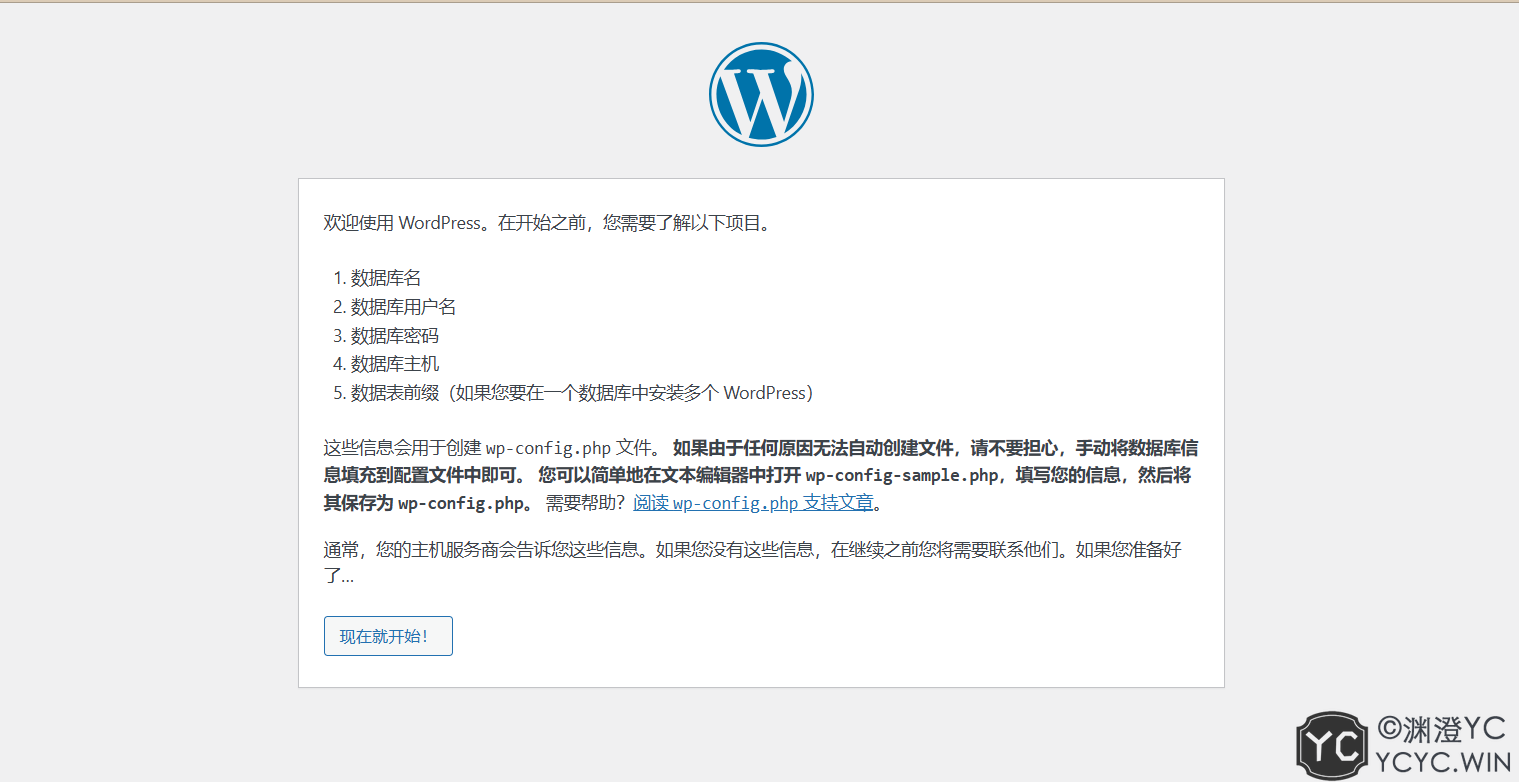 欢迎使用 WordPress。在开始之前，您需要了解以下项目。
1. 数据库名
2. 数据库用户名
3. 数据库密码
4. 数据库主机
5. 数据表前缀（如果您要在一个数据库中安装多个 WordPress）
这些信息会用于创建 wp-config.php 文件。 如果由于任何原因无法自动创建文件，请不要担心，手动将数据库信
息填充到配置文件中即可。 您可以简单地在文本编辑器中打开 wp-config-sample.php，填写您的信息，然后将
其保存为 wp-config.php。 需要帮助？阅读 wp-config.php 支持文章。
通常，您的主机服务商会告诉您这些信息。如果您没有这些信息，在继续之前您将需要联系他们。如果您准备好
了…
现在就开始！
YC ©渊澄YC
YCYC.WIN